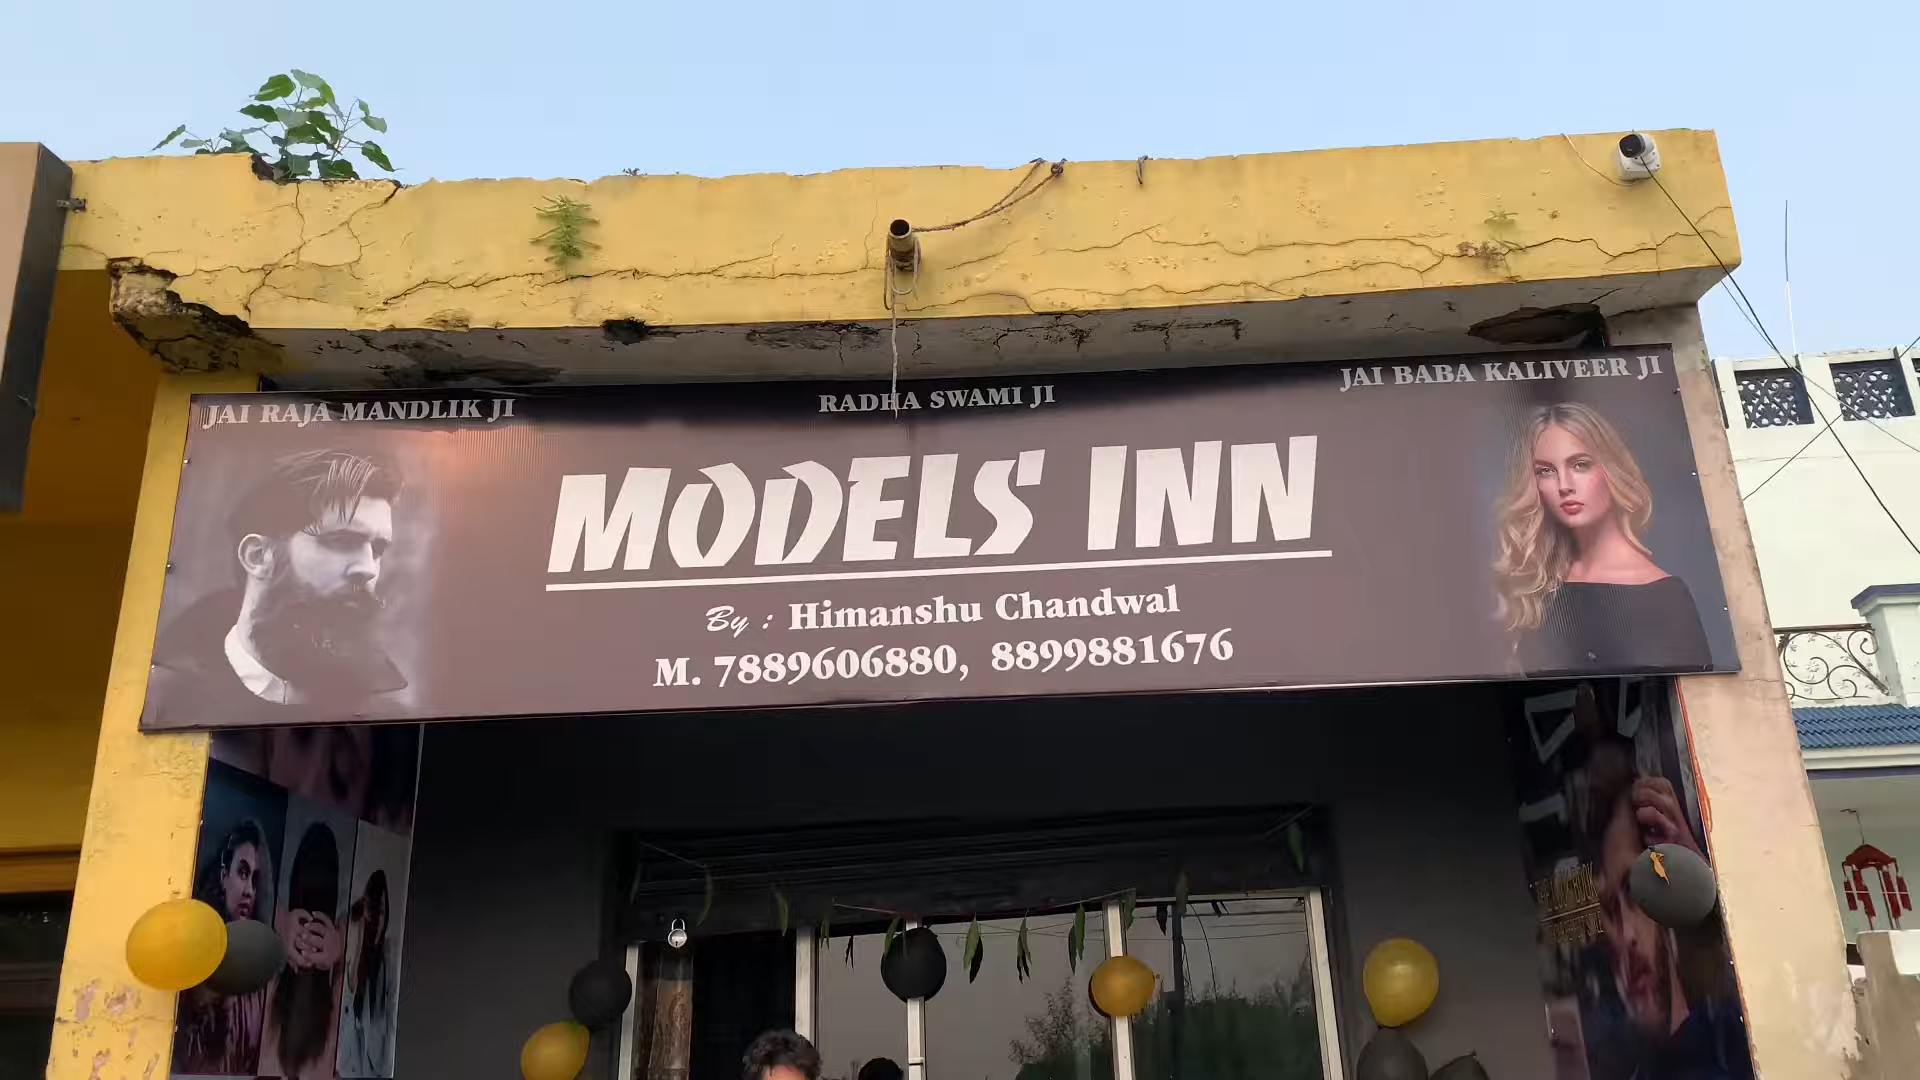 JAI RAJA MANDLIK JI
RADHA SWAMI JI
JAI BABA KALIVEER JI
MODELS INN
By : Himanshu Chandwal
M. 7889606880, 8899881676